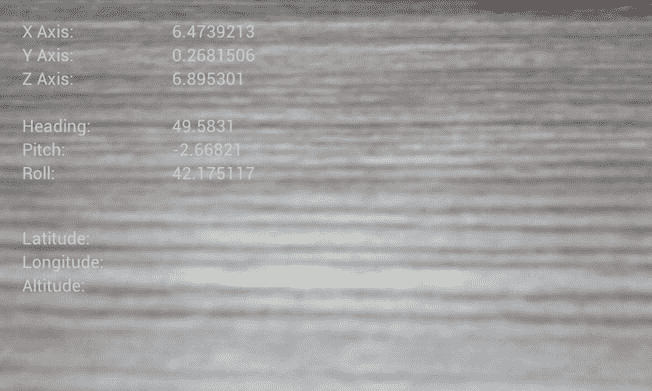 X Axis: 6.4739213
Y Axis: 0.2681506
Z Axis: 6.895301
Heading: 49.5831
Pitch: -2.66821
Roll: 42.175117
Latitude:
Longitude:
Altitude: